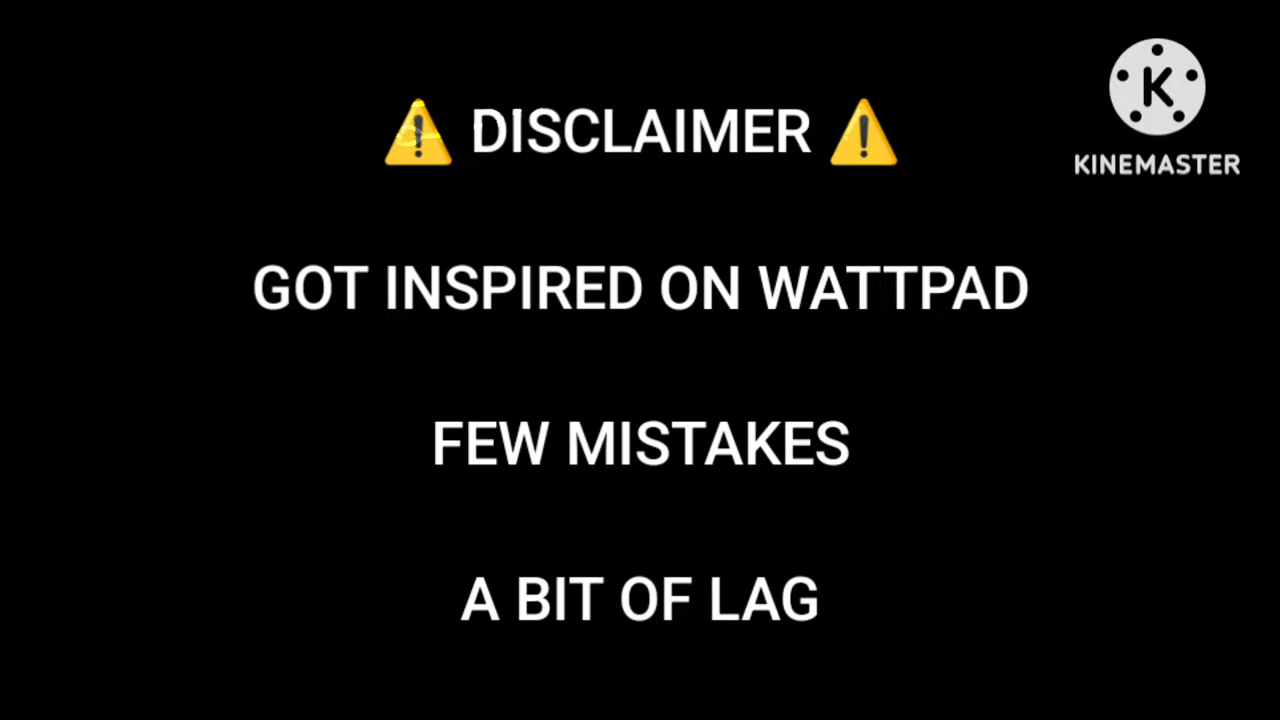 ⚠️ DISCLAIMER ⚠️
K
KINEMASTER
GOT INSPIRED ON WATTPAD
FEW MISTAKES
A BIT OF LAG